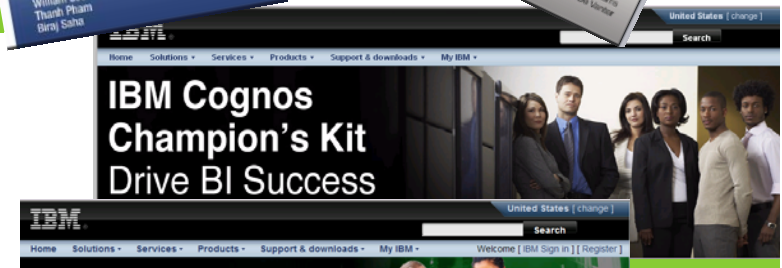 Thanh Pham
Biraj Saha
United States [ change ]
IBM.
Search
Home Solutions Services Products Support & downloads My IBM
IBM Cognos
Champion's Kit
Drive BI Success
United States [ change ]
IBM.
Search
Home Solutions Services Products Support & downloads My IBM
Welcome [ IBM Sign in ] [ Register ]